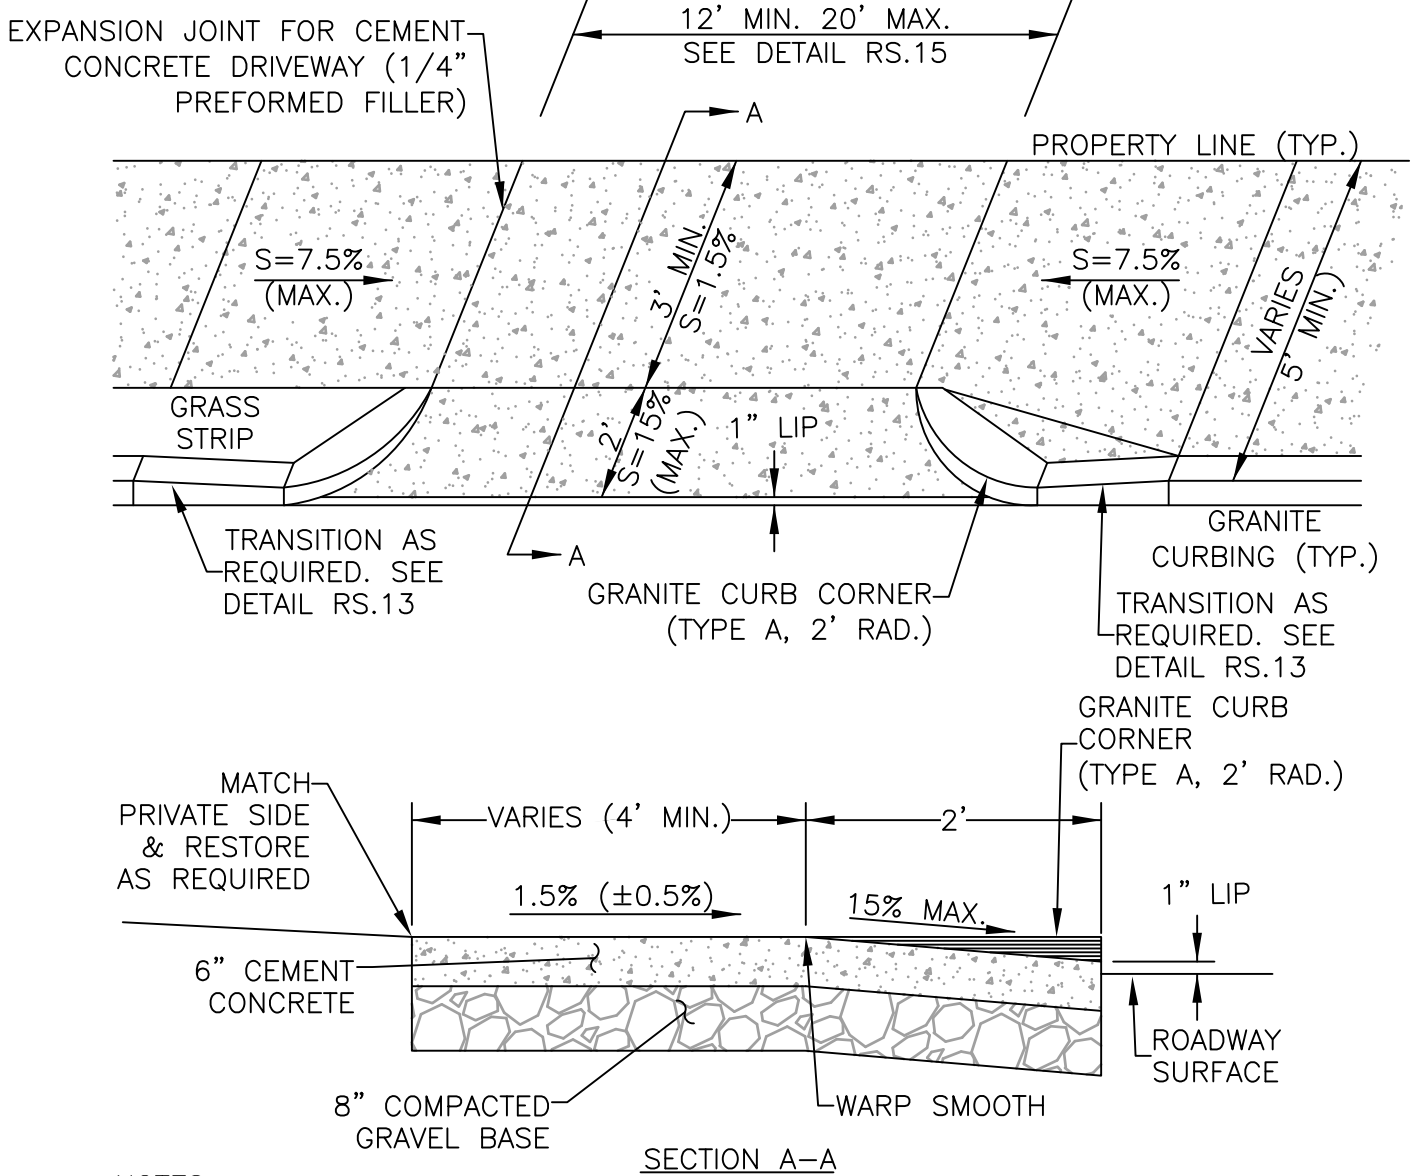 EXPANSION JOINT FOR CEMENT
CONCRETE DRIVEWAY (1/4"
PREFORMED FILLER)
12' MIN. 20' MAX.
SEE DETAIL RS.15
A
PROPERTY LINE (TYP.)
S=7.5%
(MAX.)
3' MIN.
S=1.5%
S=7.5%
(MAX.)
VARIES
5' MIN.)
GRASS
STRIP
2'
S=15%
(MAX.)
1" LIP
TRANSITION AS
REQUIRED. SEE
DETAIL RS.13
A
GRANITE CURB CORNER
(TYPE A, 2' RAD.)
GRANITE
CURBING (TYP.)
TRANSITION AS
REQUIRED. SEE
DETAIL RS.13
GRANITE CURB
CORNER
(TYPE A, 2' RAD.)
MATCH
PRIVATE SIDE
& RESTORE
AS REQUIRED
VARIES (4' MIN.)
2'
1.5% (±0.5%)
15% MAX.
1" LIP
6" CEMENT
CONCRETE
ROADWAY
SURFACE
8" COMPACTED
GRAVEL BASE
WARP SMOOTH
SECTION A-A